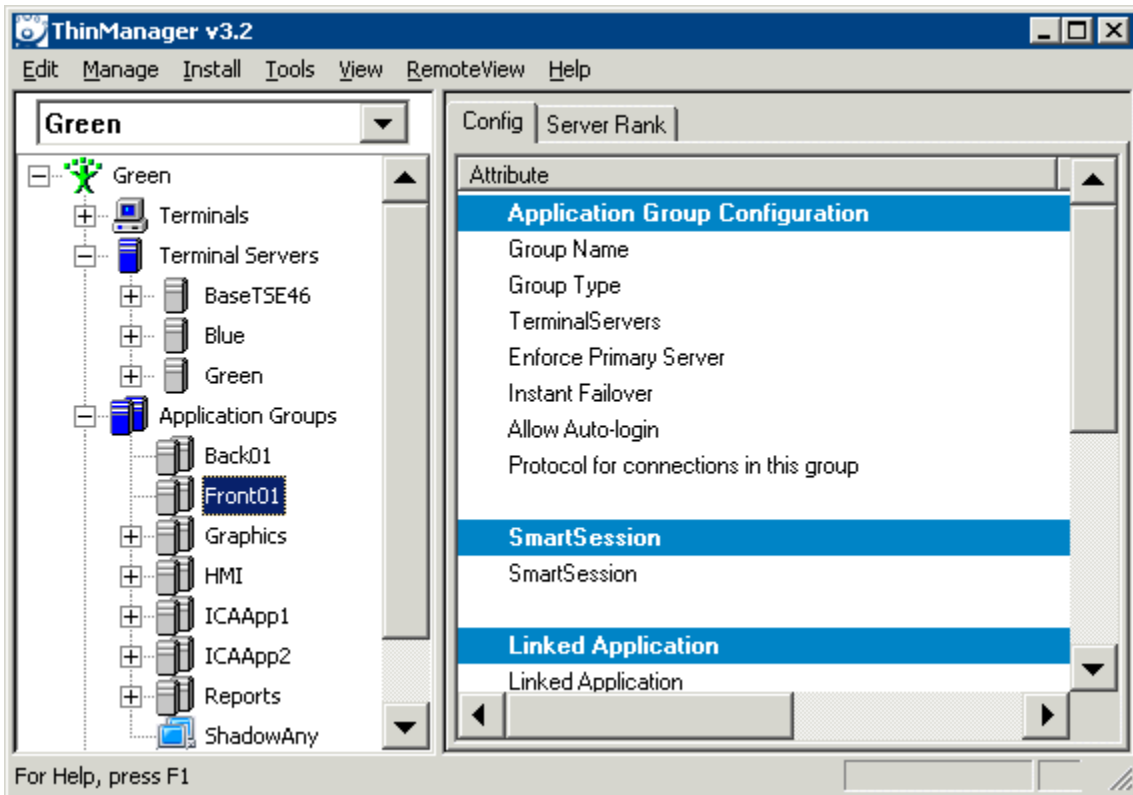 ThinManager v3.2
Edit Manage Install Tools View RemoteView Help
Green
Green
Terminals
Terminal Servers
BaseTSE46
Blue
Green
Application Groups
Back01
Front01
Graphics
HMI
ICAApp1
ICAApp2
Reports
ShadowAny
Config Server Rank
Attribute
Application Group Configuration
Group Name
Group Type
TerminalServers
Enforce Primary Server
Instant Failover
Allow Auto-login
Protocol for connections in this group
SmartSession
SmartSession
Linked Application
Linked Application
For Help, press F1